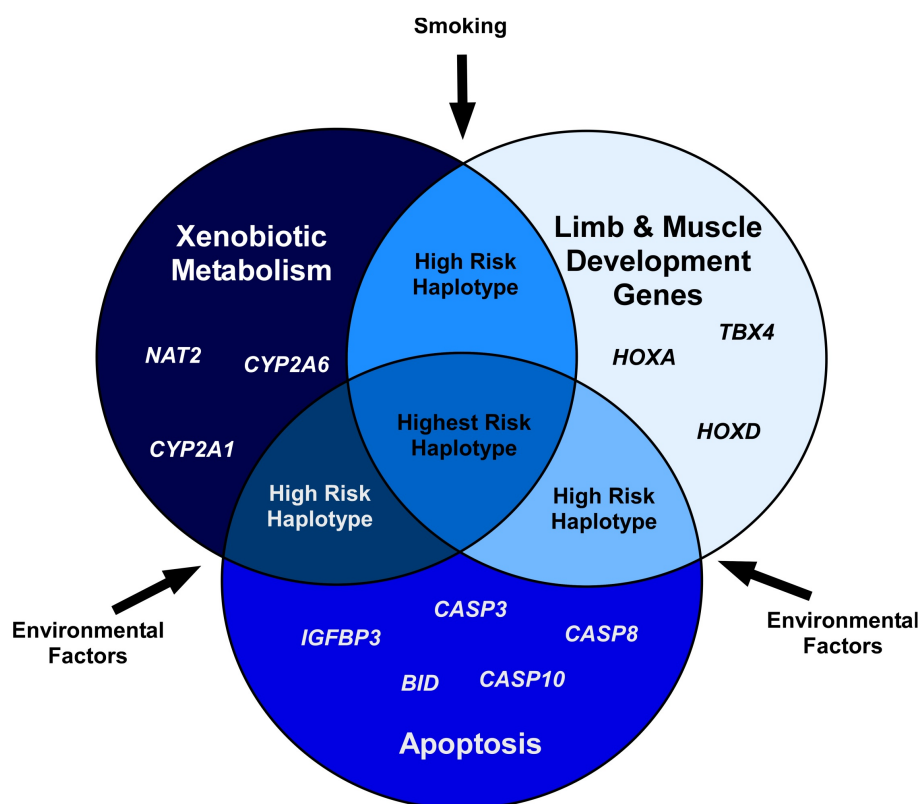 Smoking
Xenobiotic
Metabolism
Limb & Muscle
Development
Genes
High Risk
Haplotype
NAT2
CYP2A6
CYP2A1
TBX4
HOXA
HOXD
Highest Risk
Haplotype
High Risk
Haplotype
High Risk
Haplotype
Environmental
Factors
Environmental
Factors
CASP3
IGFBP3
CASP8
BID
CASP10
Apoptosis